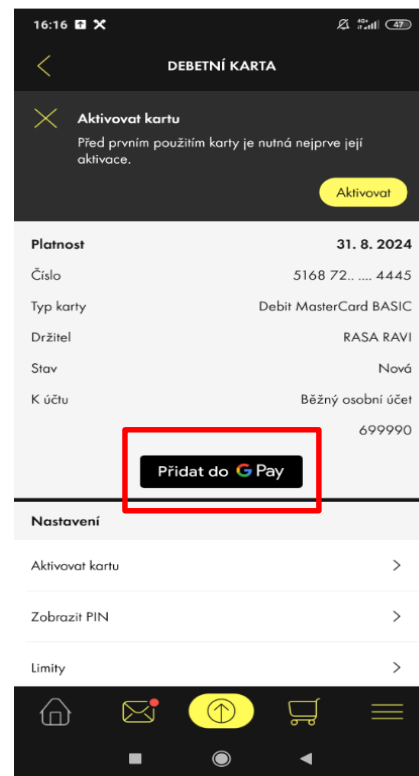 16:16
47
DEBETNÍ KARTA
Aktivovat kartu
Před prvním použitím karty je nutná nejprve její
aktivace.
Aktivovat
Platnost 31. 8. 2024
Číslo 5168 72.. .... 4445
Typ karty Debit MasterCard BASIC
Držitel RASA RAVI
Stav Nová
K účtu Běžný osobní účet
699990
Přidat do G Pay
Nastavení
Aktivovat kartu
Zobrazit PIN
Limity